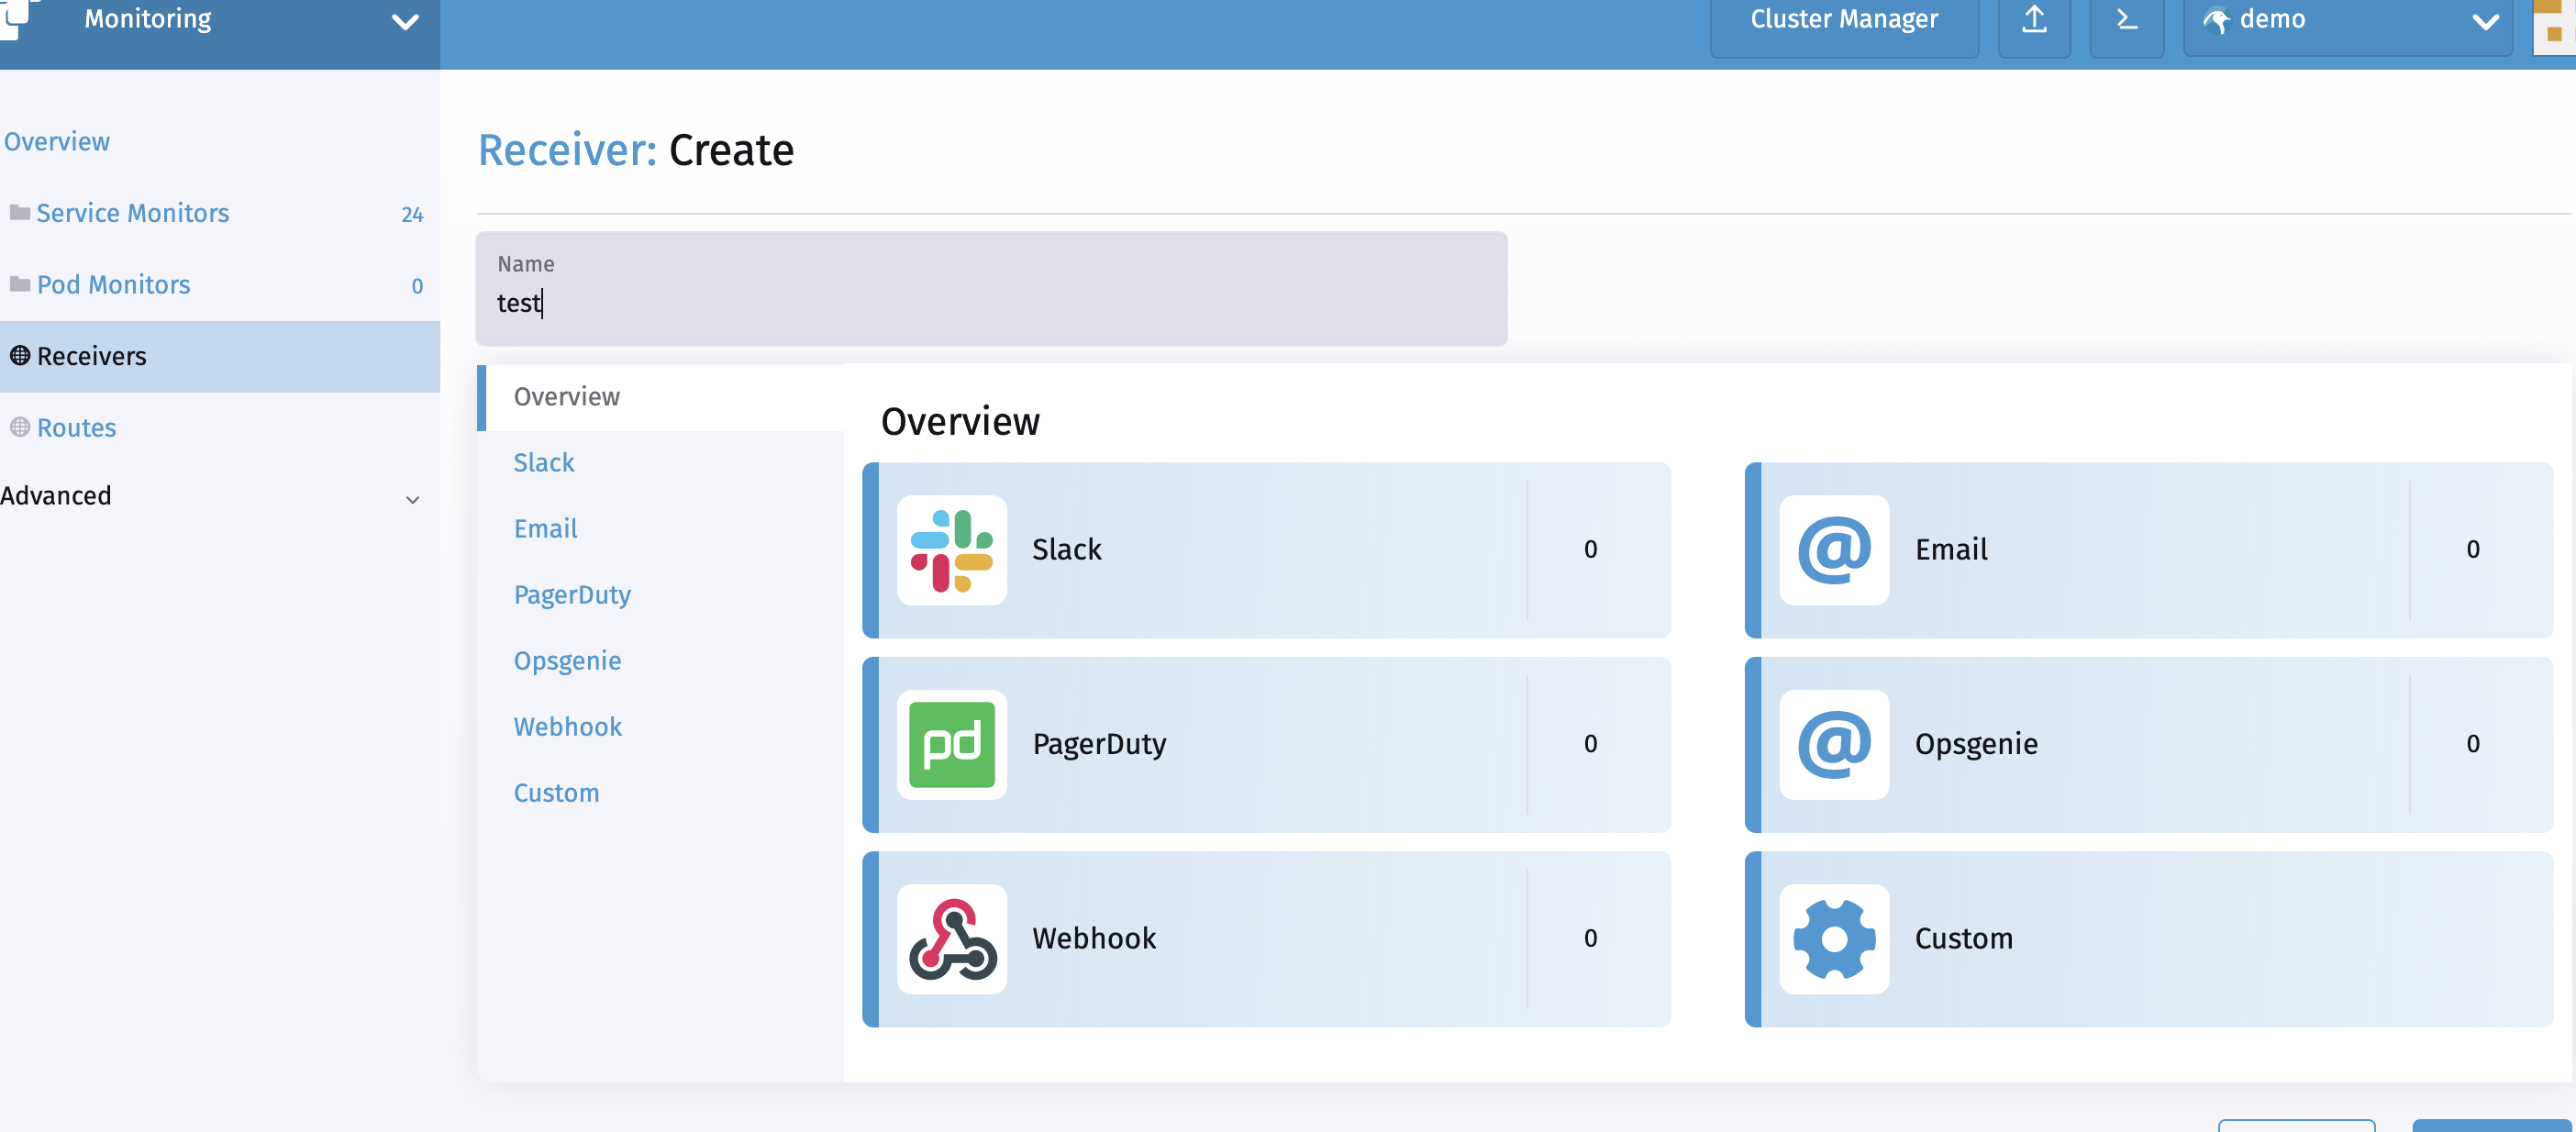 Monitoring
Cluster Manager
demo
Overview
Service Monitors 24
Pod Monitors 0
Receivers
Routes
Advanced
Receiver: Create
Name
test
Overview
Slack
Email
PagerDuty
Opsgenie
Webhook
Custom
Overview
Slack 0
Email 0
pd PagerDuty 0
@ Opsgenie 0
Webhook 0
Custom